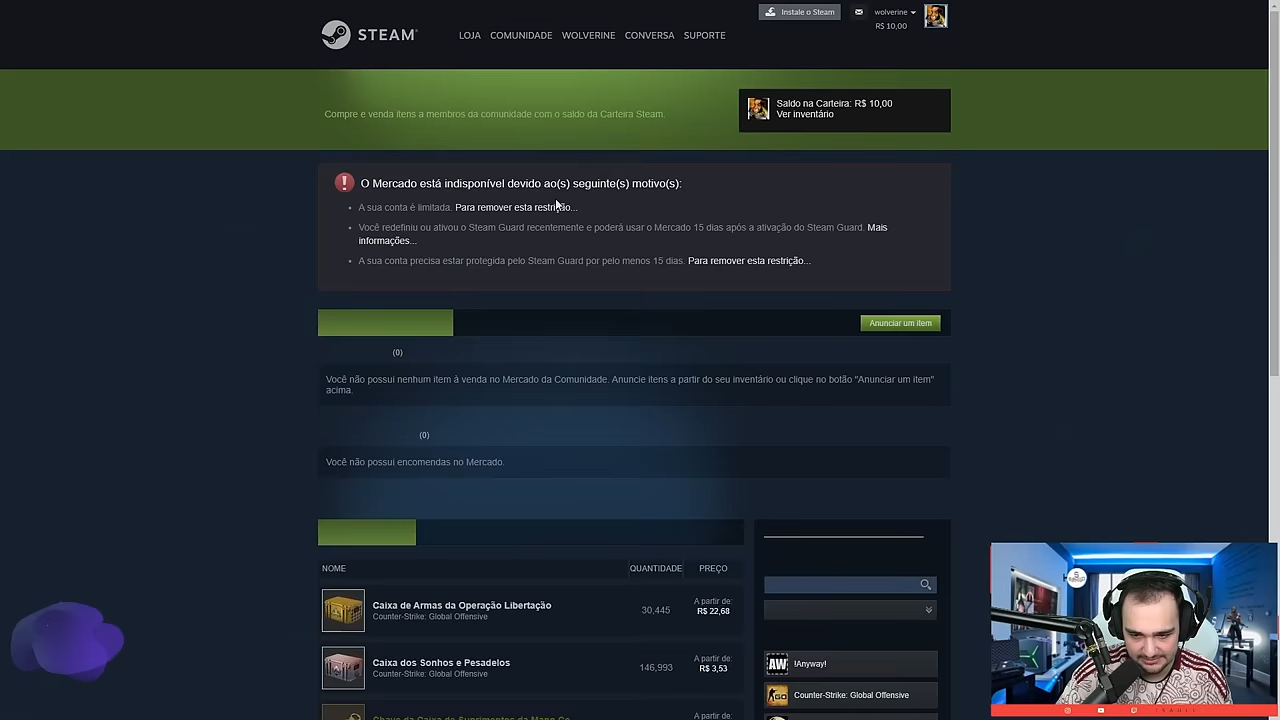 Instale o Steam
wolverine
R$ 10,00
STEAM
LOJA COMUNIDADE WOLVERINE CONVERSA SUPORTE
Compre e venda itens a membros da comunidade com o saldo da Carteira Steam.
Saldo na Carteira: R$ 10,00
Ver inventário
O Mercado está indisponível devido ao(s) seguinte(s) motivo(s):
A sua conta é limitada. Para remover esta restrição...
Você redefiniu ou ativou o Steam Guard recentemente e poderá usar o Mercado 15 dias após a ativação do Steam Guard. Mais
informações...
A sua conta precisa estar protegida pelo Steam Guard por pelo menos 15 dias. Para remover esta restrição...
Anunciar um item
(0)
Você não possui nenhum item à venda no Mercado da Comunidade. Anuncie itens a partir do seu inventário ou clique no botão "Anunciar um item"
acima.
(0)
Você não possui encomendas no Mercado.
NOME QUANTIDADE PREÇO
Caixa de Armas da Operação Libertação
Counter-Strike: Global Offensive
30,445
A partir de:
R$ 22,68
Caixa dos Sonhos e Pesadelos
Counter-Strike: Global Offensive
146,993
A partir de:
R$ 3,53
A partir de:
AW !Anyway!
Counter-Strike: Global Offensive